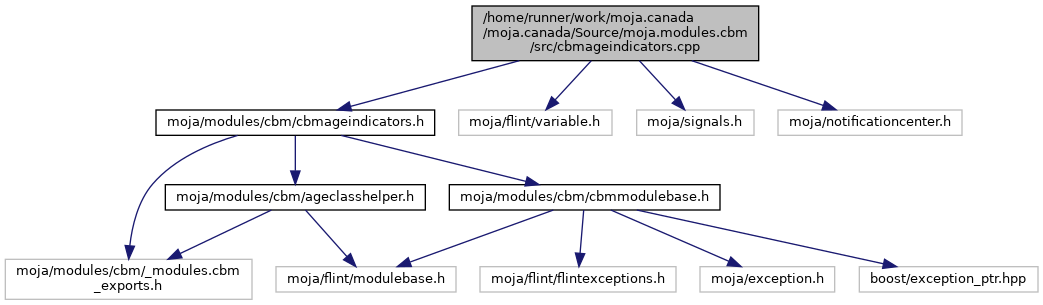 /home/runner/work/moja.canada
/moja.canada/Source/moja.modules.cbm
/src/cbmageindicators.cpp
moja/modules/cbm/cbmageindicators.h
moja/flint/variable.h
moja/signals.h
moja/notificationcenter.h
moja/modules/cbm/ageclasshelper.h
moja/modules/cbm/cbmmodulebase.h
moja/modules/cbm/_modules.cbm
_exports.h
moja/flint/modulebase.h
moja/flint/flintexceptions.h
moja/exception.h
boost/exception_ptr.hpp